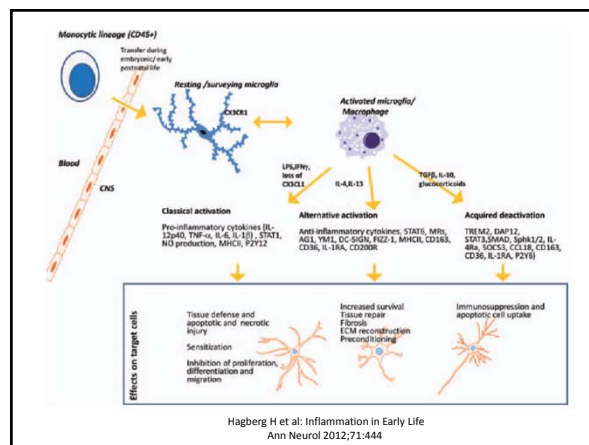 Monocytic lineage (CD45+)
Transfer during
embryonic/ early
postnatal life
Resting /surveying microglia
CX3CR1
Activated microglia/
Macrophage
Blood
CNS
LPS,IFNγ,
loss of
CX3CL1
IL-4,IL-13
TGFβ, IL-10,
glucocorticoids
Classical activation
Pro-inflammatory cytokines (IL-
12p40, TNF-α, IL-6, IL-1β) , STAT1,
NO production, MHCII, P2Y12
Alternative activation
Anti-inflammatory cytokines, STAT6, MRs,
AG1, YM1, DC-SIGN, FIZZ-1, MHCII, CD163,
CD36, IL-1RA, CD200R
Acquired deactivation
TREM2, DAP12,
STAT3,SMAD, Sphk1/2, IL-
4Ra, SOCS3, CCL18, CD163,
CD36, IL-1RA, P2Y6)
Effects on target cells
Tissue defense and
apoptotic and necrotic
injury
Sensitization
Inhibition of proliferation,
differentiation and
migration
Increased survival
Tissue repair
Fibrosis
ECM reconstruction
Preconditioning
Immunosuppression and
apoptotic cell uptake
Hagberg H et al: Inflammation in Early Life
Ann Neurol 2012;71:444